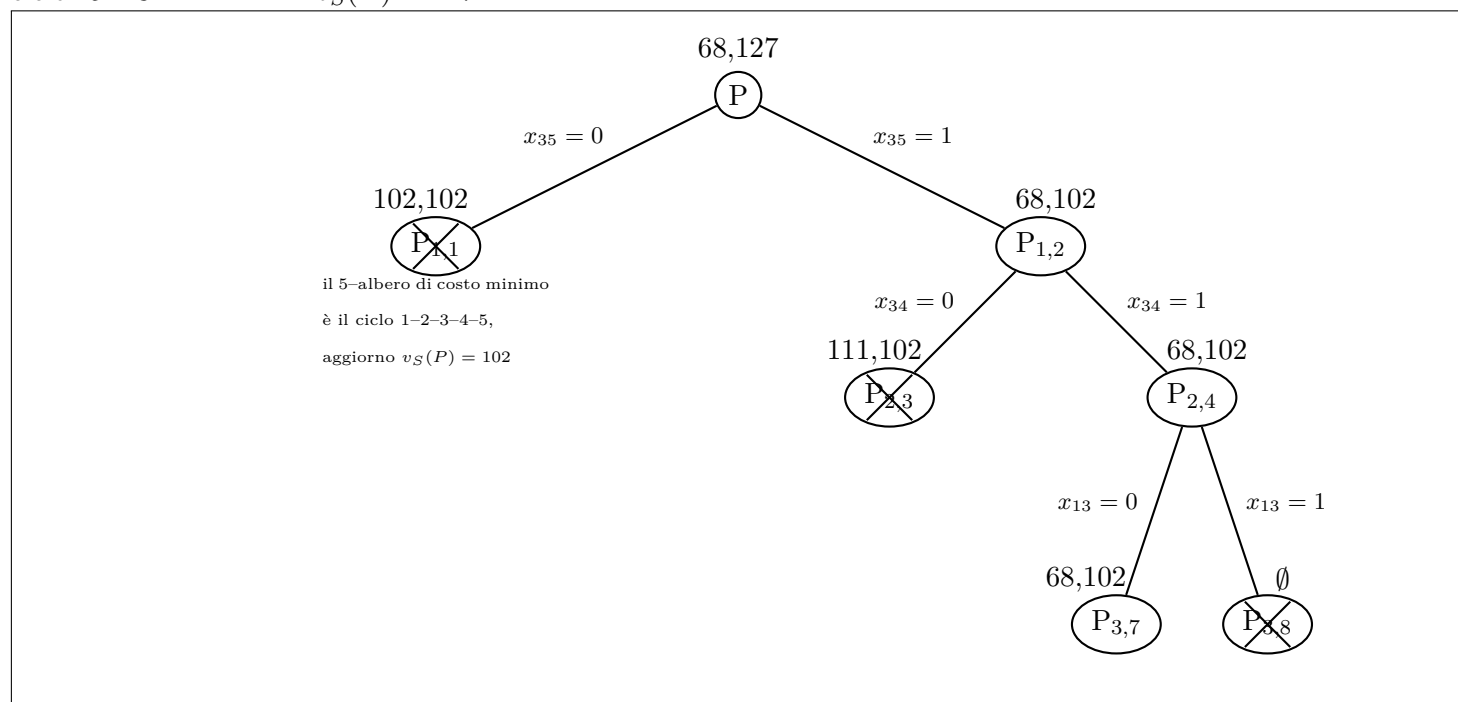 68,127
P
x₃₅ = 0
x₃₅ = 1
102,102
68,102
P₁,₁
P₁,₂
il 5–albero di costo minimo
è il ciclo 1–2–3–4–5,
aggiorno v_S(P) = 102
x₃₄ = 0
x₃₄ = 1
111,102
68,102
P₂,₃
P₂,₄
x₁₃ = 0
x₁₃ = 1
68,102
∅
P₃,₇
P₃,₈